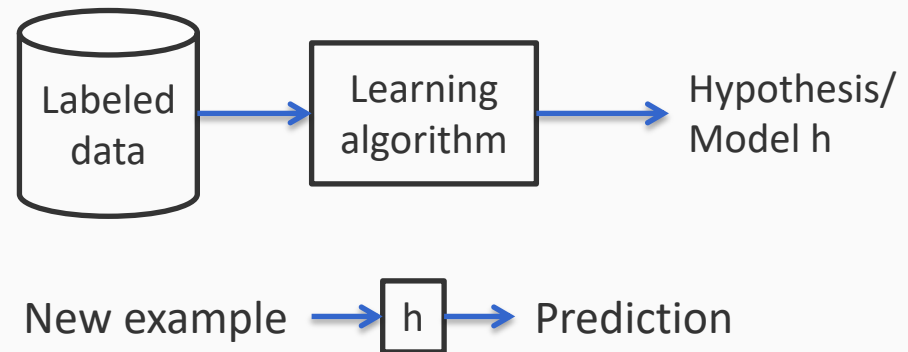 Labeled
data
Learning
algorithm
Hypothesis/
Model h
New example
h
Prediction